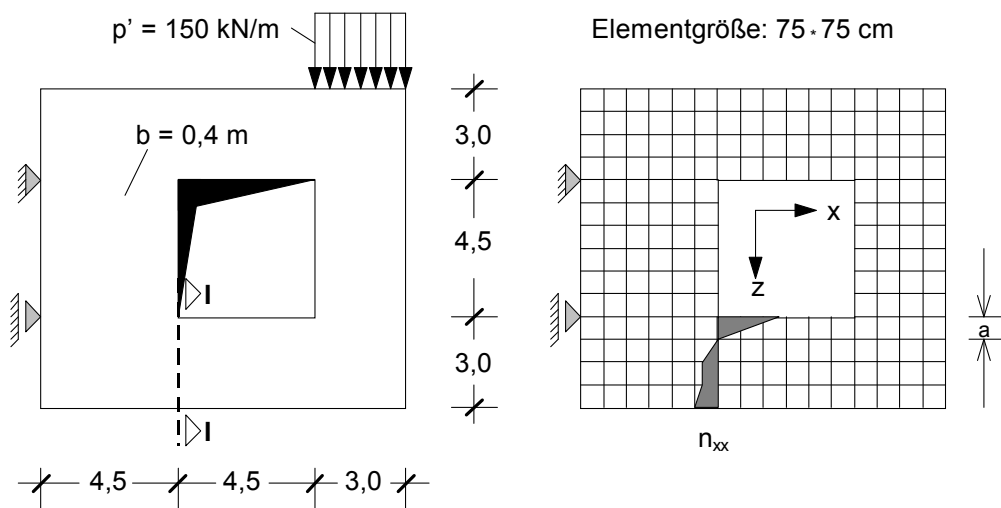 p’ = 150 kN/m
Elementgröße: 75 * 75 cm
b = 0,4 m
3,0
4,5
3,0
x
z
I
I
a
n_xx
4,5
4,5
3,0